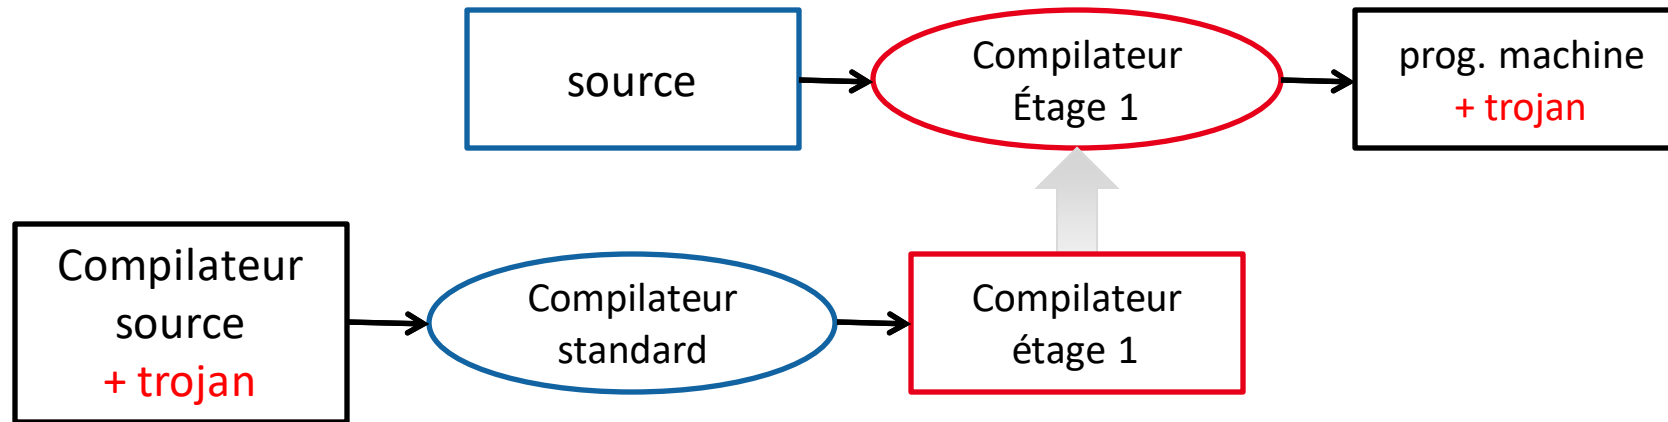 source
Compilateur
Étage 1
prog. machine
+ trojan
Compilateur
source
+ trojan
Compilateur
standard
Compilateur
étage 1